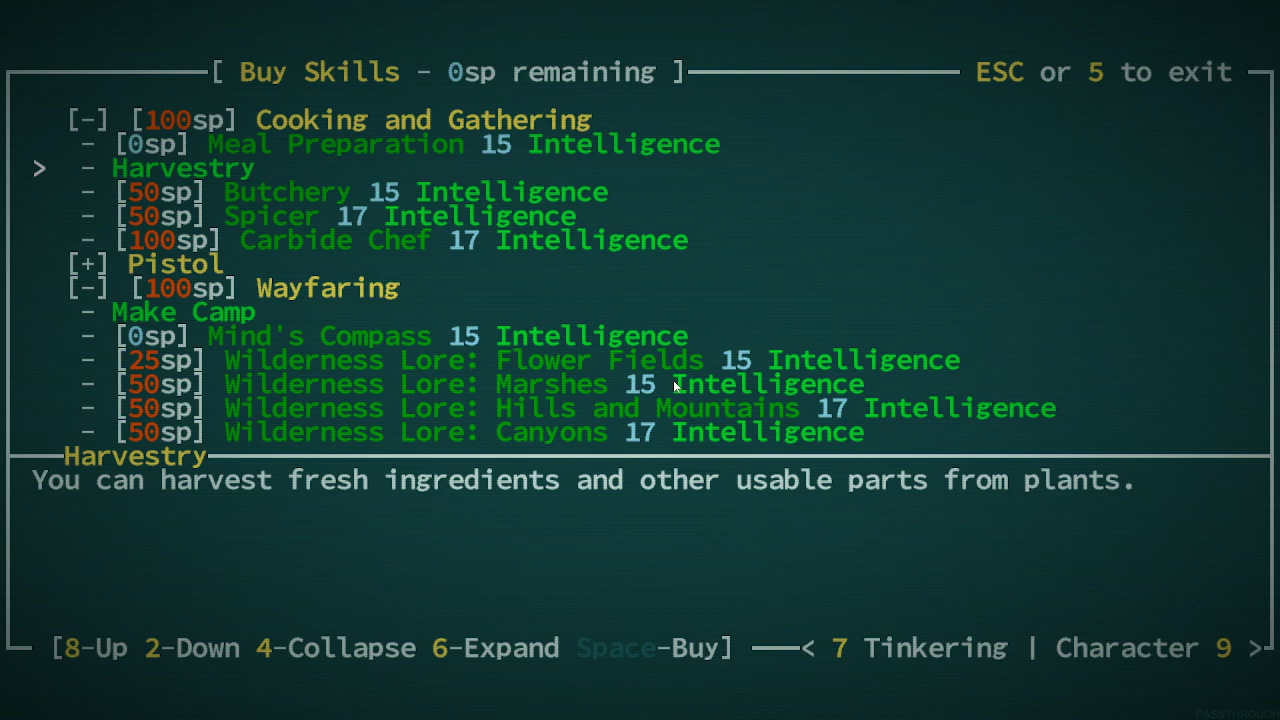 [ Buy Skills - 0sp remaining ] ESC or 5 to exit
[-] [100sp] Cooking and Gathering
- [0sp] Meal Preparation 15 Intelligence
> - Harvestry
- [50sp] Butchery 15 Intelligence
- [50sp] Spicer 17 Intelligence
- [100sp] Carbide Chef 17 Intelligence
[+] Pistol
[-] [100sp] Wayfaring
- Make Camp
- [0sp] Mind's Compass 15 Intelligence
- [25sp] Wilderness Lore: Flower Fields 15 Intelligence
- [50sp] Wilderness Lore: Marshes 15 Intelligence
- [50sp] Wilderness Lore: Hills and Mountains 17 Intelligence
- [50sp] Wilderness Lore: Canyons 17 Intelligence
Harvestry
You can harvest fresh ingredients and other usable parts from plants.
[8-Up 2-Down 4-Collapse 6-Expand Space-Buy] < 7 Tinkering | Character 9 >